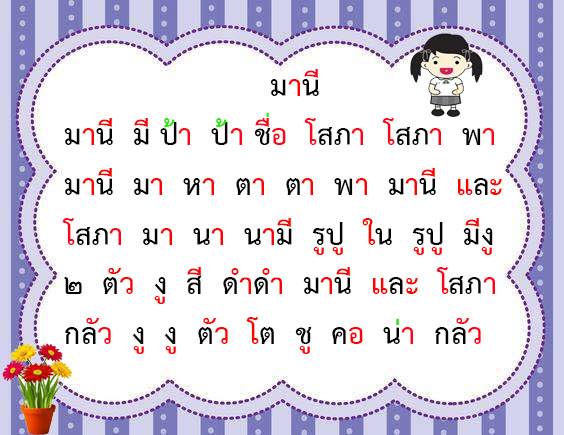 มานี
มานี มี ป้า ป้า ชื่อ โสภา โสภา พา
มานี มา หา ตา ตา พา มานี และ
โสภา มา นา นามี รูปู ใน รูปู มีงู
๒ ตัว งู สี ดำดำ มานี และ โสภา
กลัว งู งู ตัว โต ชู คอ น่า กลัว